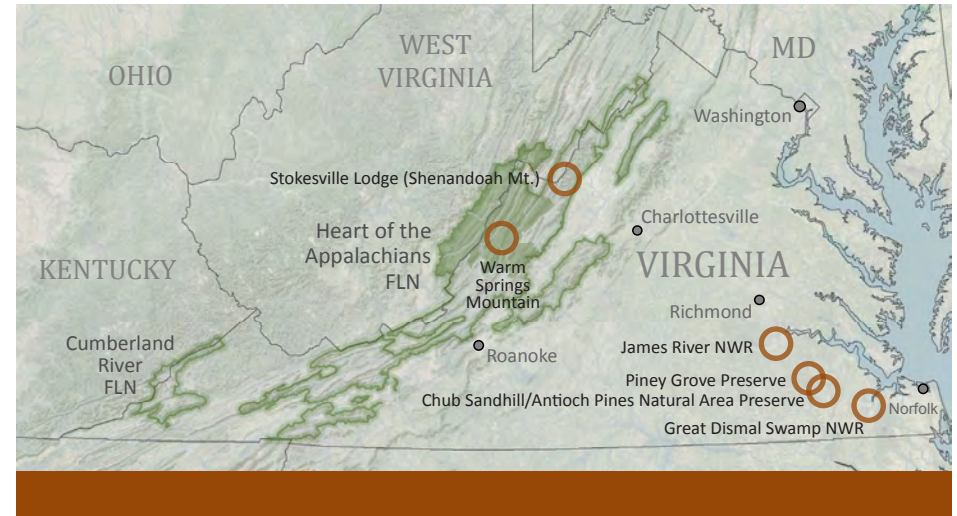 WEST
VIRGINIA
MD
OHIO
Washington
Stokesville Lodge (Shenandoah Mt.)
Charlottesville
Heart of the
Appalachians
FLN
VIRGINIA
KENTUCKY
Warm
Springs
Mountain
Richmond
Cumberland
River
FLN
James River NWR
Roanoke
Piney Grove Preserve
Chub Sandhill/Antioch Pines Natural Area Preserve
Norfolk
Great Dismal Swamp NWR